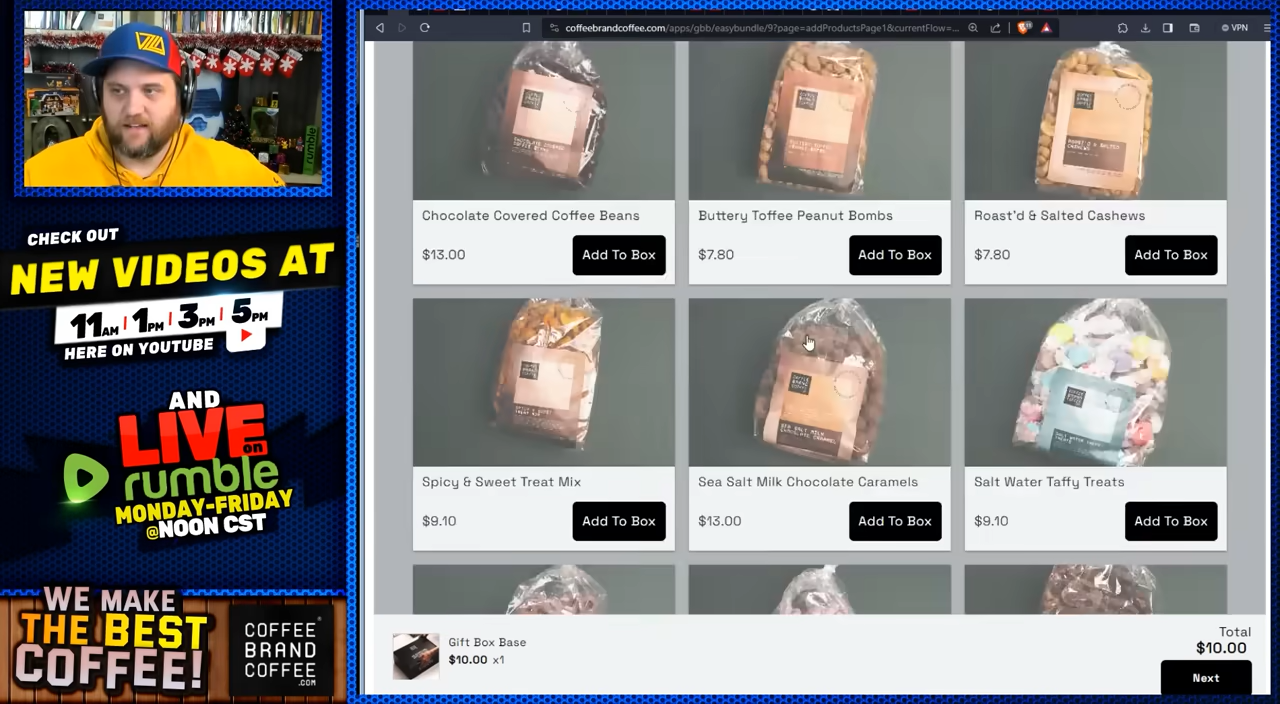 CHECK OUT
NEW VIDEOS AT
11AM | 1PM | 3PM | 5PM
HERE ON YOUTUBE
AND
LIVE on
rumble
MONDAY-FRIDAY
@NOON CST
WE MAKE
THE BEST
COFFEE!
COFFEE
BRAND
COFFEE
.COM
rumble
coffeebrandcoffee.com/apps/gbb/easybundle/9?page=addProductsPage1&currentFlow=...
VPN
Chocolate Covered Coffee Beans
$13.00
Add To Box
Buttery Toffee Peanut Bombs
$7.80
Add To Box
Roast'd & Salted Cashews
$7.80
Add To Box
Spicy & Sweet Treat Mix
$9.10
Add To Box
Sea Salt Milk Chocolate Caramels
$13.00
Add To Box
Salt Water Taffy Treats
$9.10
Add To Box
Gift Box Base
$10.00 x1
Total
$10.00
Next